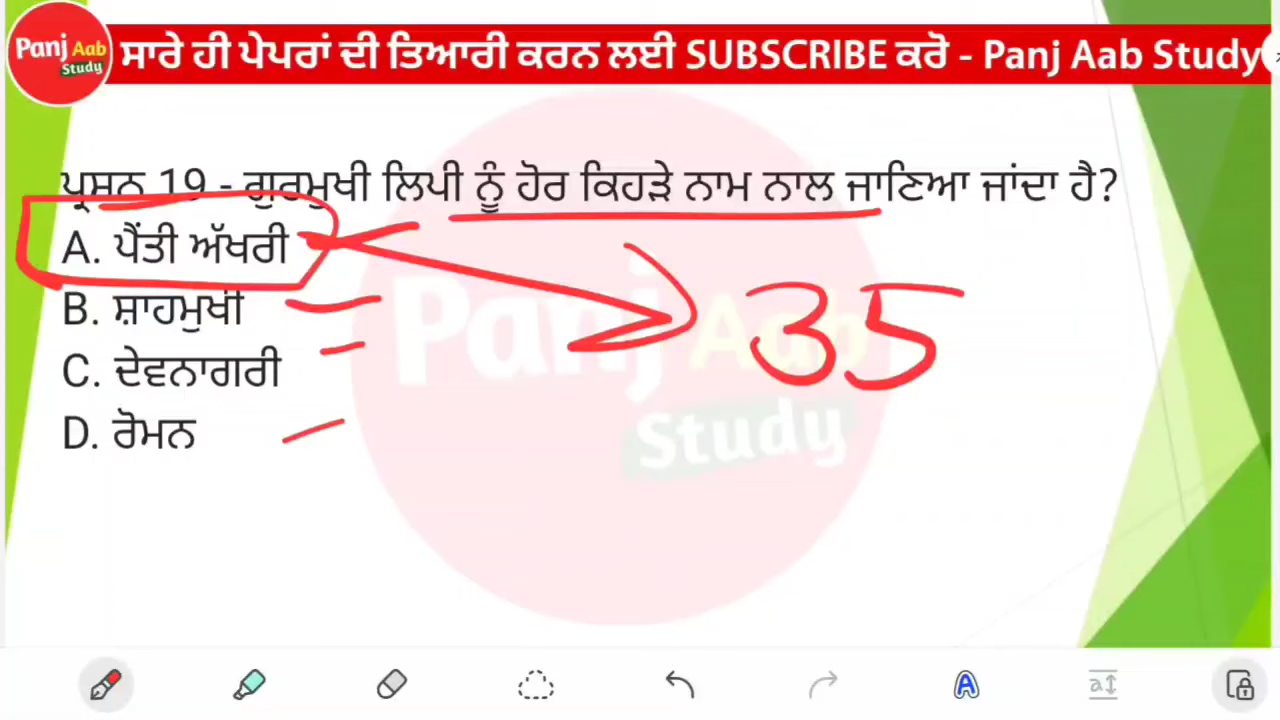 Panj Aab Study
ਸਾਰੇ ਹੀ ਪੇਪਰਾਂ ਦੀ ਤਿਆਰੀ ਕਰਨ ਲਈ SUBSCRIBE ਕਰੋ - Panj Aab Study
ਪ੍ਰਸ਼ਨ 19 - ਗੁਰਮੁਖੀ ਲਿਪੀ ਨੂੰ ਹੋਰ ਕਿਹੜੇ ਨਾਮ ਨਾਲ ਜਾਣਿਆ ਜਾਂਦਾ ਹੈ?
A. ਪੈਂਤੀ ਅੱਖਰੀ
B. ਸ਼ਾਹਮੁਖੀ
C. ਦੇਵਨਾਗਰੀ
D. ਰੋਮਨ
35
Panj Aab
Study